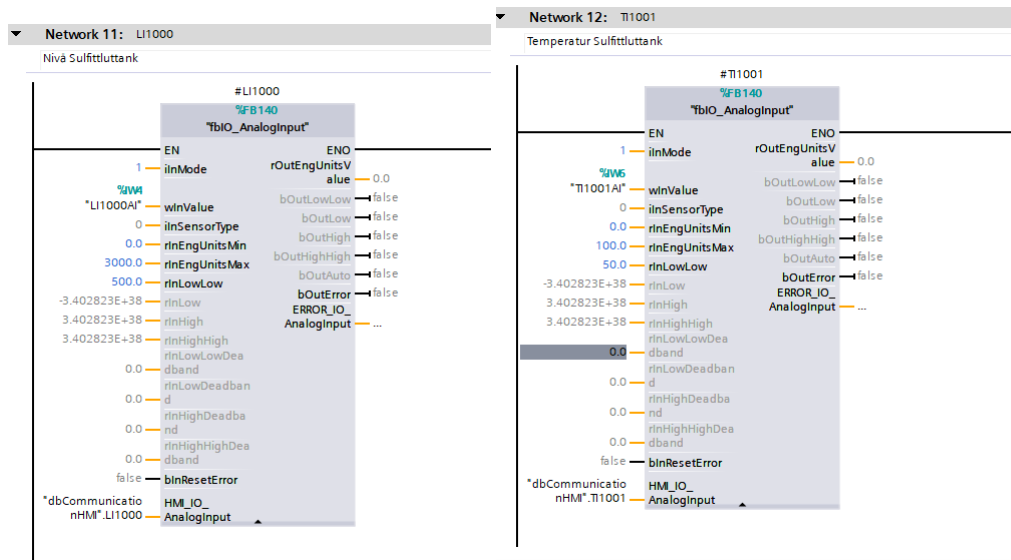 Network 11: LI1000
Nivå Sulfittluttank
#LI1000
%FB140
"fbIO_AnalogInput"
EN ENO
1 iInMode
rOutEngUnitsV
alue 0.0
%IW4
"LI1000AI" wInValue
bOutLowLow false
0 iInSensorType
bOutLow false
0.0 rInEngUnitsMin
bOutHigh false
3000.0 rInEngUnitsMax
bOutHighHigh false
500.0 rInLowLow
bOutAuto false
-3.402823E+38 rInLow
bOutError false
3.402823E+38 rInHigh
ERROR_IO_
AnalogInput ...
3.402823E+38 rInHighHigh
rInLowLowDea
0.0 dband
rInLowDeadban
0.0 d
rInHighDeadba
0.0 nd
rInHighHighDea
0.0 dband
false bInResetError
"dbCommunicatio
nHMI".LI1000
HMI_IO_
AnalogInput
Network 12: TI1001
Temperatur Sulfittluttank
#TI1001
%FB140
"fbIO_AnalogInput"
EN ENO
1 iInMode
rOutEngUnitsV
alue 0.0
%IW6
"TI1001AI" wInValue
bOutLowLow false
0 iInSensorType
bOutLow false
0.0 rInEngUnitsMin
bOutHigh false
100.0 rInEngUnitsMax
bOutHighHigh false
50.0 rInLowLow
bOutAuto false
-3.402823E+38 rInLow
bOutError false
3.402823E+38 rInHigh
ERROR_IO_
AnalogInput ...
3.402823E+38 rInHighHigh
rInLowLowDea
0.0 dband
rInLowDeadban
0.0 d
rInHighDeadba
0.0 nd
rInHighHighDea
0.0 dband
false bInResetError
"dbCommunicatio
nHMI".TI1001
HMI_IO_
AnalogInput